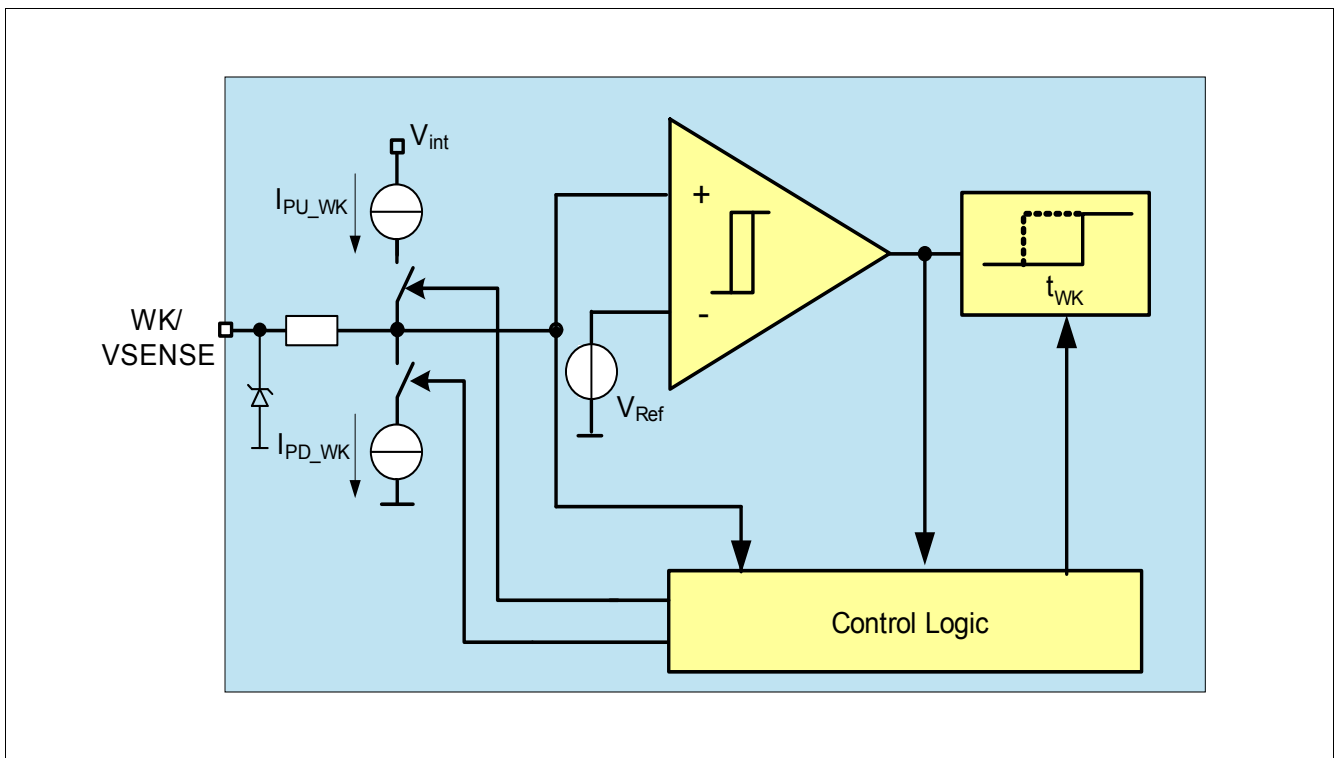 V_int
I_PU_WK
+
t_WK
WK/
VSENSE
-
V_Ref
I_PD_WK
Control Logic